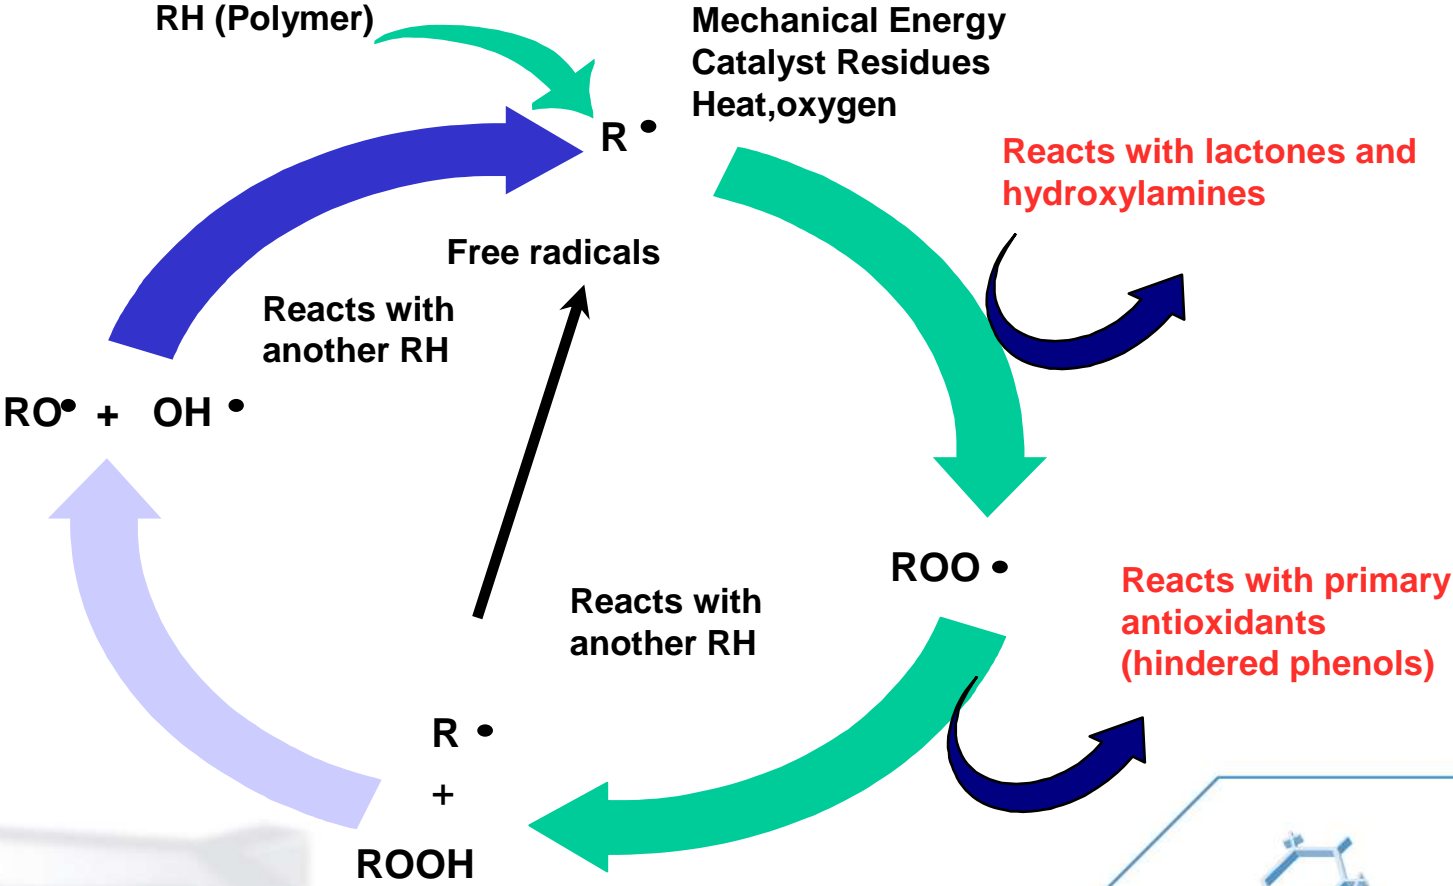 RH (Polymer)
Mechanical Energy
Catalyst Residues
Heat,oxygen
R •
Reacts with lactones and
hydroxylamines
Free radicals
Reacts with
another RH
RO• + OH •
ROO •
Reacts with primary
antioxidants
(hindered phenols)
Reacts with
another RH
R •
+
ROOH